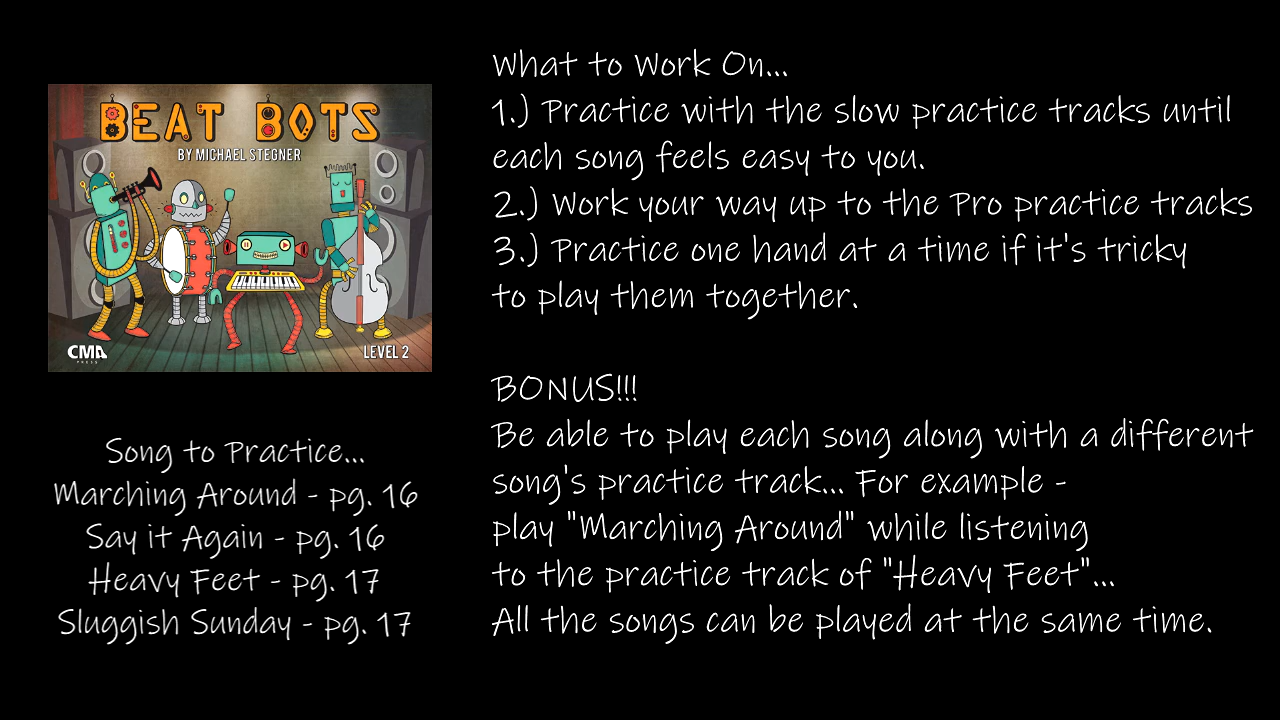 BEAT BOTS
BY MICHAEL STEGNER
CMA
PRESS
LEVEL 2
Song to Practice...
Marching Around - pg. 16
Say it Again - pg. 16
Heavy Feet - pg. 17
Sluggish Sunday - pg. 17
What to Work On...
1.) Practice with the slow practice tracks until
each song feels easy to you.
2.) Work your way up to the Pro practice tracks
3.) Practice one hand at a time if it's tricky
to play them together.
BONUS!!!
Be able to play each song along with a different
song's practice track... For example -
play "Marching Around" while listening
to the practice track of "Heavy Feet"...
All the songs can be played at the same time.